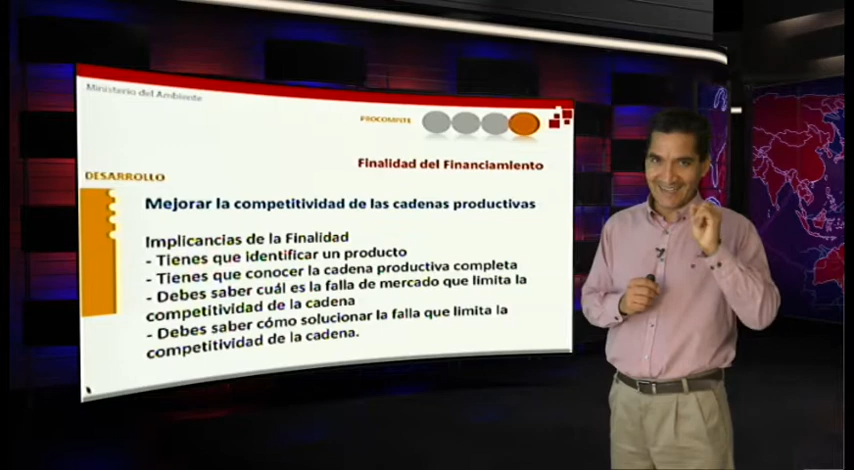 Ministerio del Ambiente
PROCOMPITE
Finalidad del Financiamiento
DESARROLLO
Mejorar la competitividad de las cadenas productivas
Implicancias de la Finalidad
- Tienes que identificar un producto
- Tienes que conocer la cadena productiva completa
- Debes saber cuál es la falla de mercado que limita la
competitividad de la cadena
- Debes saber cómo solucionar la falla que limita la
competitividad de la cadena.